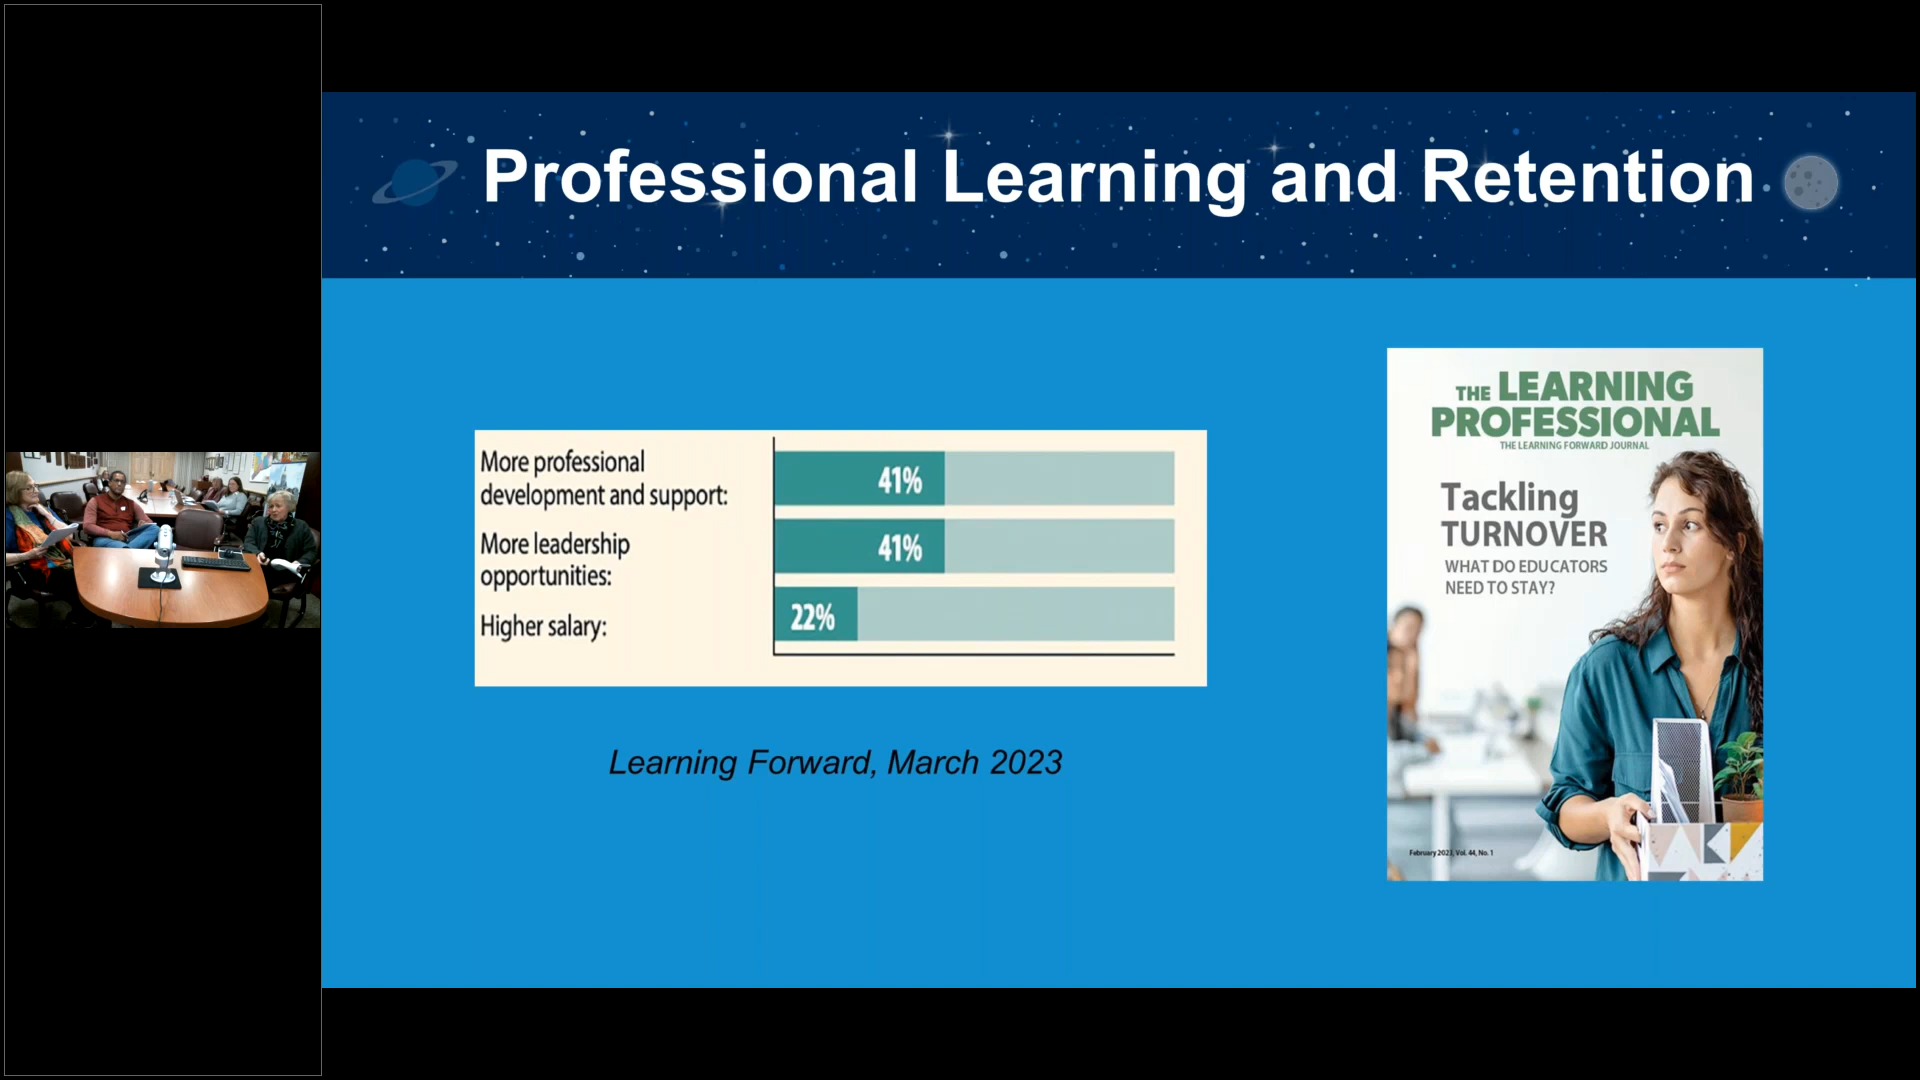 Professional Learning and Retention
More professional
development and support:
41%
More leadership
opportunities:
41%
Higher salary:
22%
Learning Forward, March 2023
THE LEARNING
PROFESSIONAL
THE LEARNING FORWARD JOURNAL
Tackling
TURNOVER
WHAT DO EDUCATORS
NEED TO STAY?
February 2023, Vol. 44, No. 1